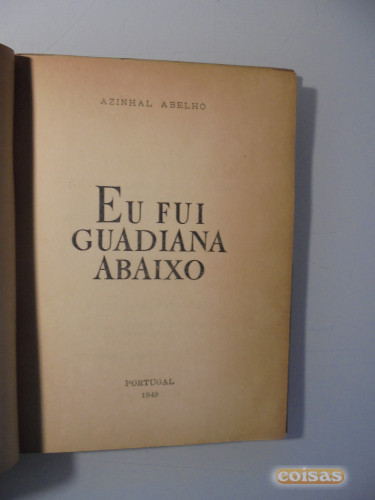 AZINHAL ABELHO
EU FUI
GUADIANA
ABAIXO
PORTUGAL
1949
coisas